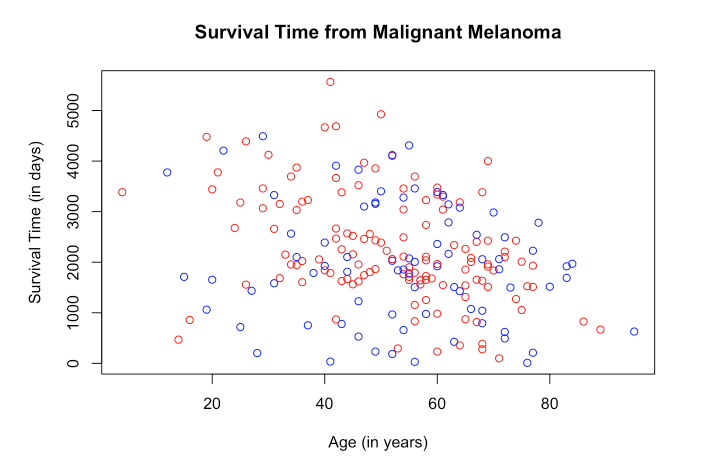 Survival Time from Malignant Melanoma
Survival Time (in days)
5000
4000
3000
2000
1000
0
20 40 60 80
Age (in years)